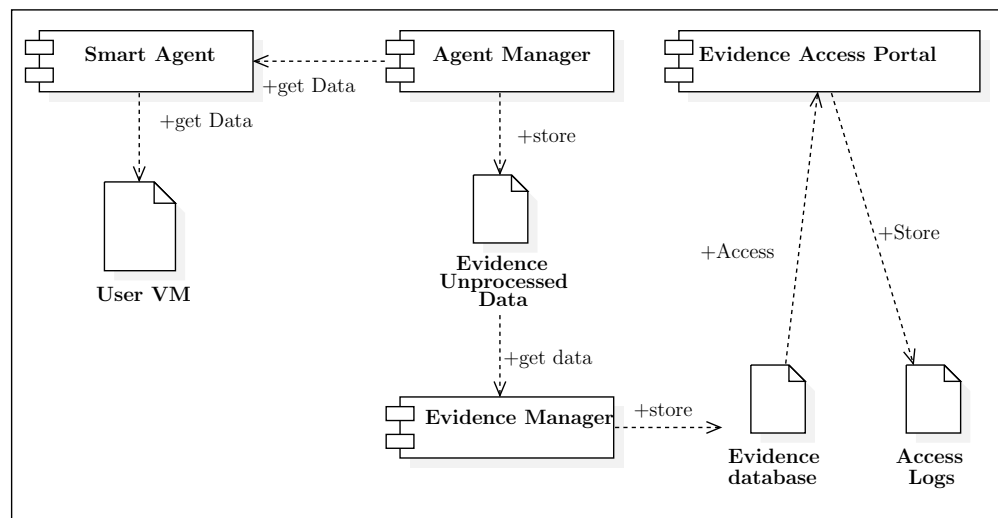 Smart Agent
Agent Manager
Evidence Access Portal
+get Data
+get Data
+store
User VM
Evidence
Unprocessed
Data
+Access
+Store
+get data
Evidence Manager
+store
Evidence
database
Access
Logs